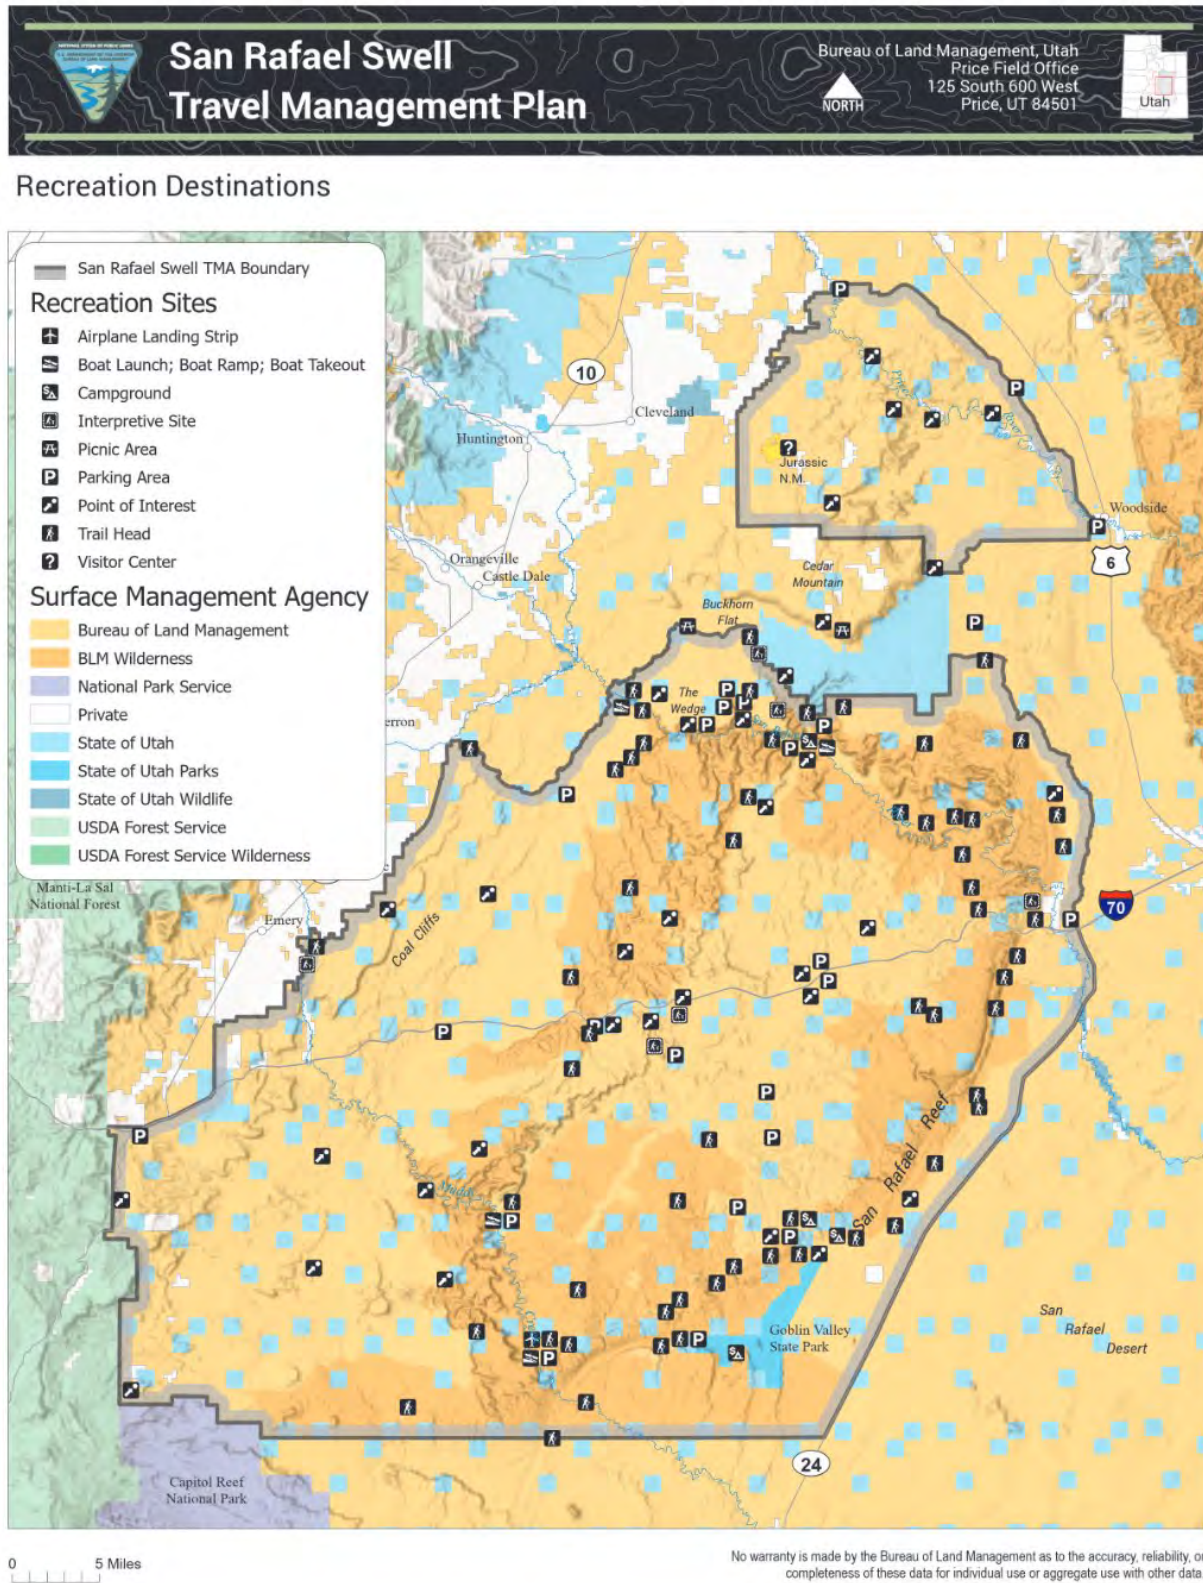 San Rafael Swell
Travel Management Plan
NORTH
Bureau of Land Management, Utah
Price Field Office
125 South 600 West
Price, UT 84501
Utah
Recreation Destinations
San Rafael Swell TMA Boundary
Recreation Sites
Airplane Landing Strip
Boat Launch; Boat Ramp; Boat Takeout
Campground
Interpretive Site
Picnic Area
P Parking Area
Point of Interest
Trail Head
? Visitor Center
Surface Management Agency
Bureau of Land Management
BLM Wilderness
National Park Service
Private
State of Utah
State of Utah Parks
State of Utah Wildlife
USDA Forest Service
USDA Forest Service Wilderness
10
Cleveland
Huntington
Orangeville
Castle Dale
erron
Price
River
Jurassic
N.M.
Woodside
6
Cedar
Mountain
Buckhorn
Flat
The
Wedge
San Rafael
River
Manti-La Sal
National Forest
Emery
Coal Cliffs
70
San Rafael Reef
Muddy
Creek
Goblin Valley
State Park
San
Rafael
Desert
Capitol Reef
National Park
24
0 5 Miles
No warranty is made by the Bureau of Land Management as to the accuracy, reliability, or
completeness of these data for individual use or aggregate use with other data.